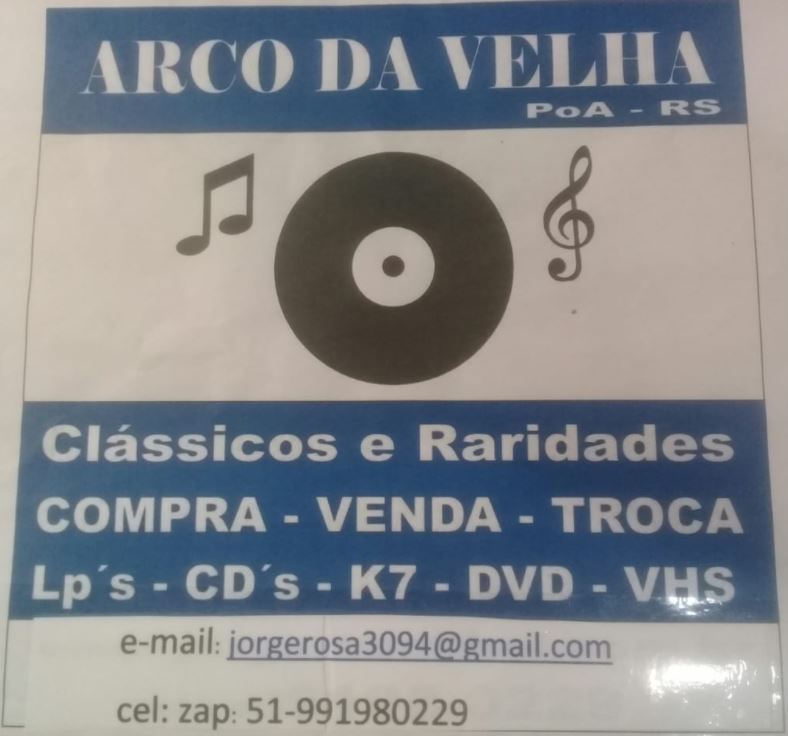 ARCO DA VELHA
PoA - RS
Clássicos e Raridades
COMPRA - VENDA - TROCA
Lp´s - CD´s - K7 - DVD - VHS
e-mail: jorgerosa3094@gmail.com
cel: zap: 51-991980229